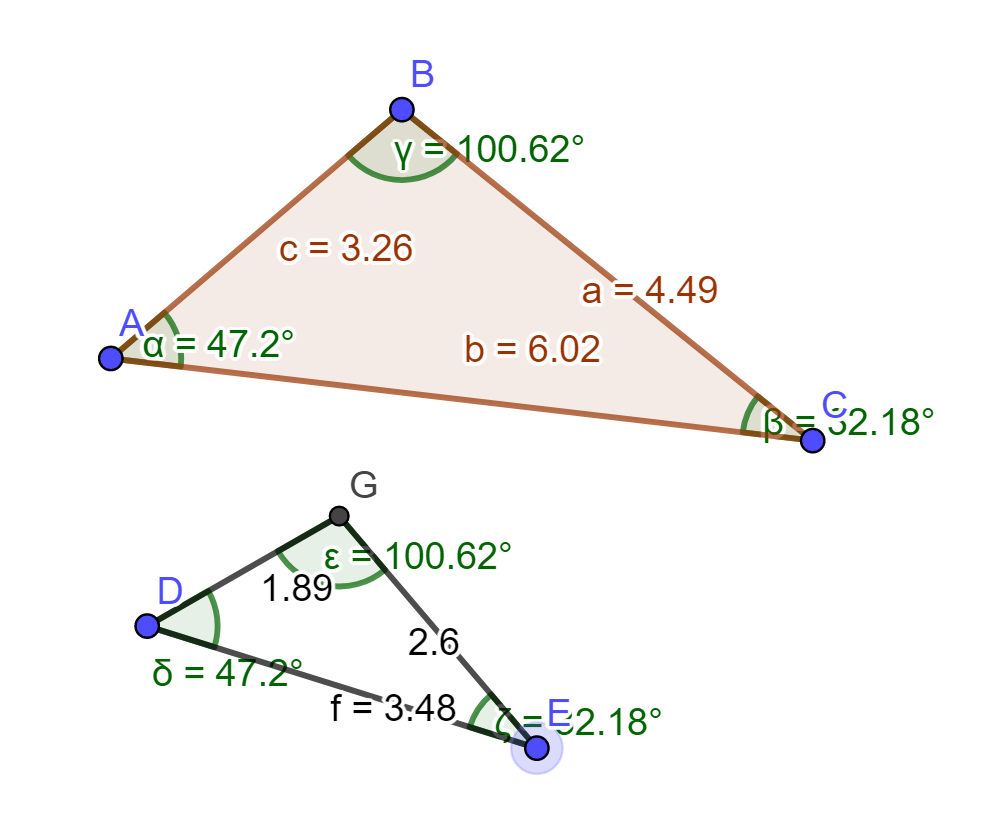 B
γ = 100.62°
c = 3.26
a = 4.49
A
α = 47.2°
b = 6.02
C
β = 32.18°
G
ε = 100.62°
1.89
D
2.6
δ = 47.2°
f = 3.48
E
ζ = 32.18°